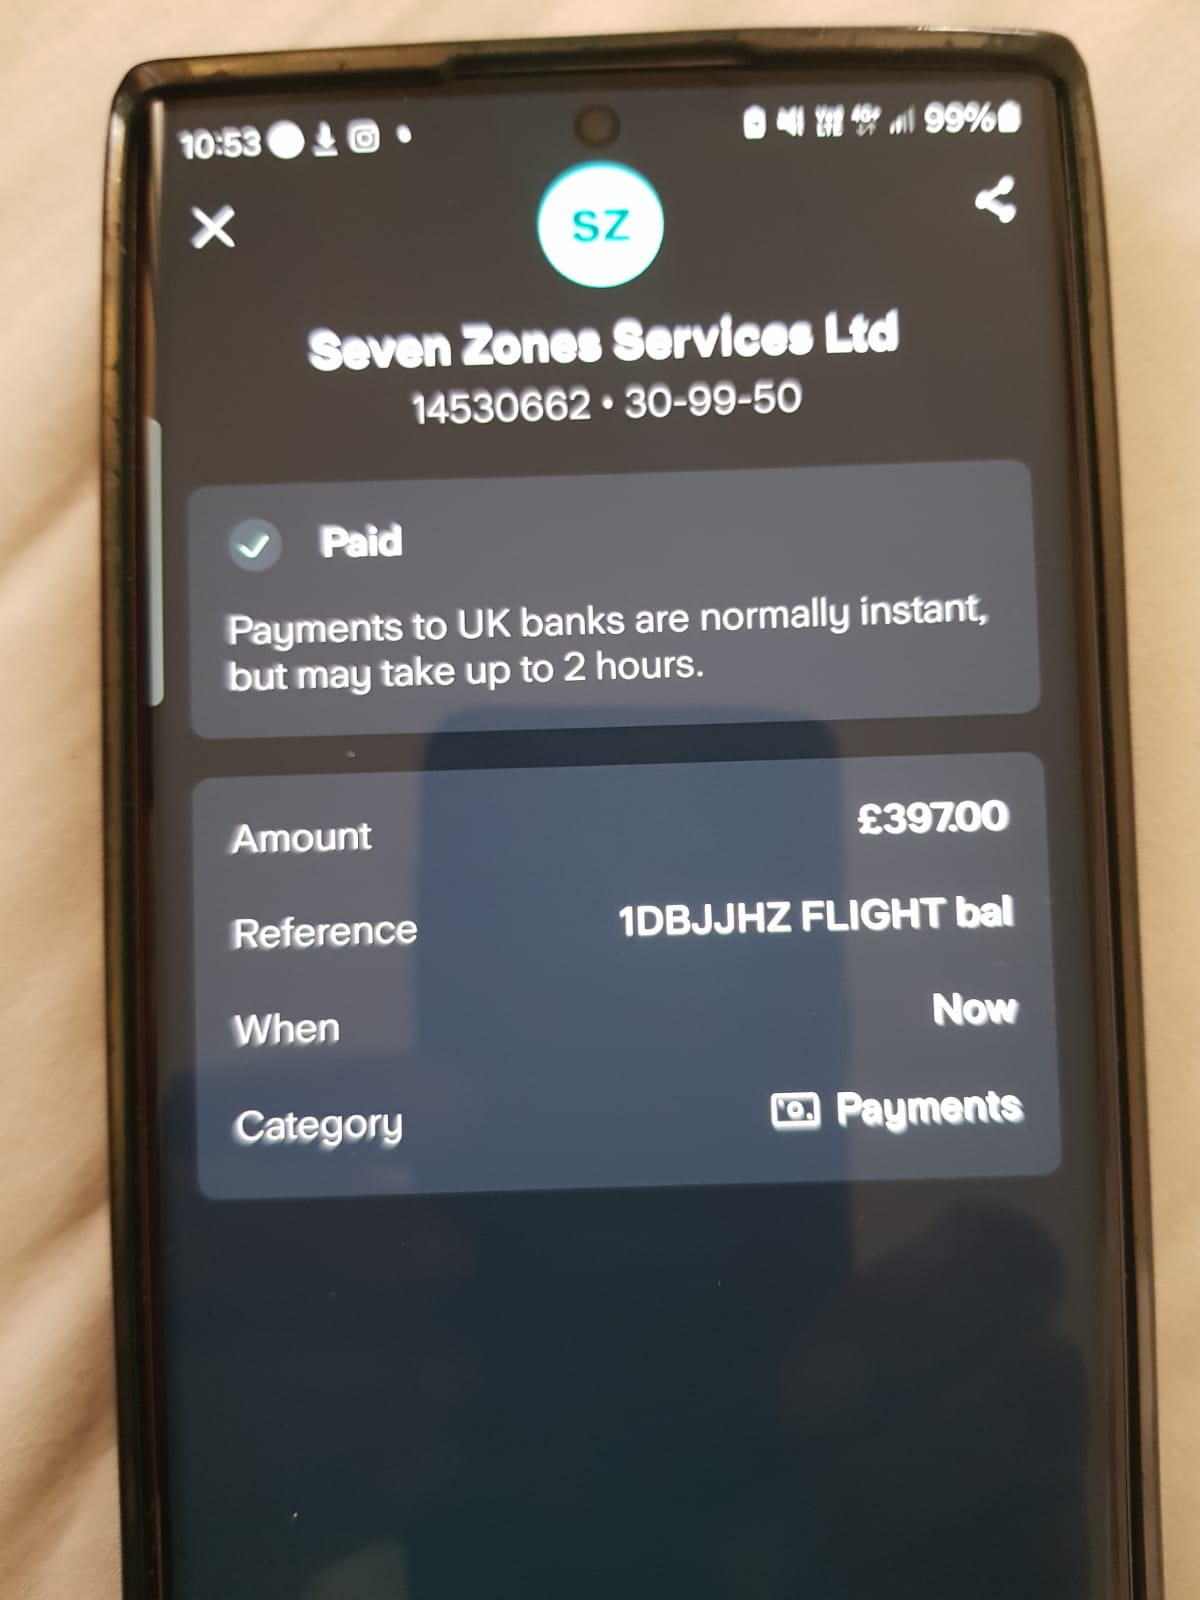 10:53 99%
SZ
Seven Zones Services Ltd
14530662 • 30-99-50
Paid
Payments to UK banks are normally instant,
but may take up to 2 hours.
Amount £397.00
Reference 1DBJJHZ FLIGHT bal
When Now
Category Payments